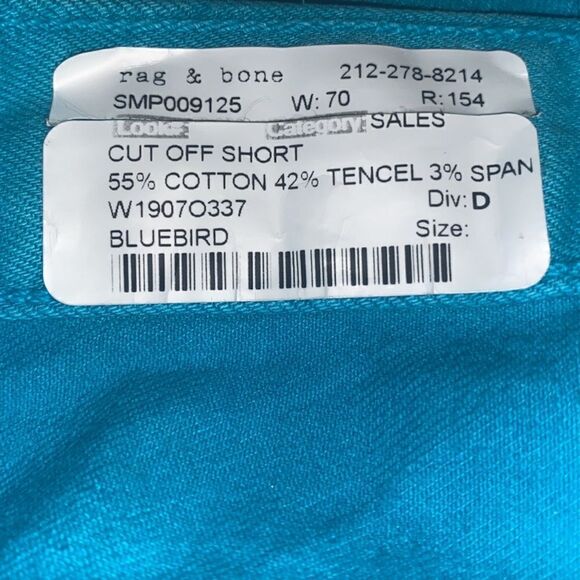 rag & bone 212-278-8214
SMP009125 W: 70 R: 154
Look#: Category: SALES
CUT OFF SHORT
55% COTTON 42% TENCEL 3% SPAN
W1907O337 Div: D
BLUEBIRD Size: